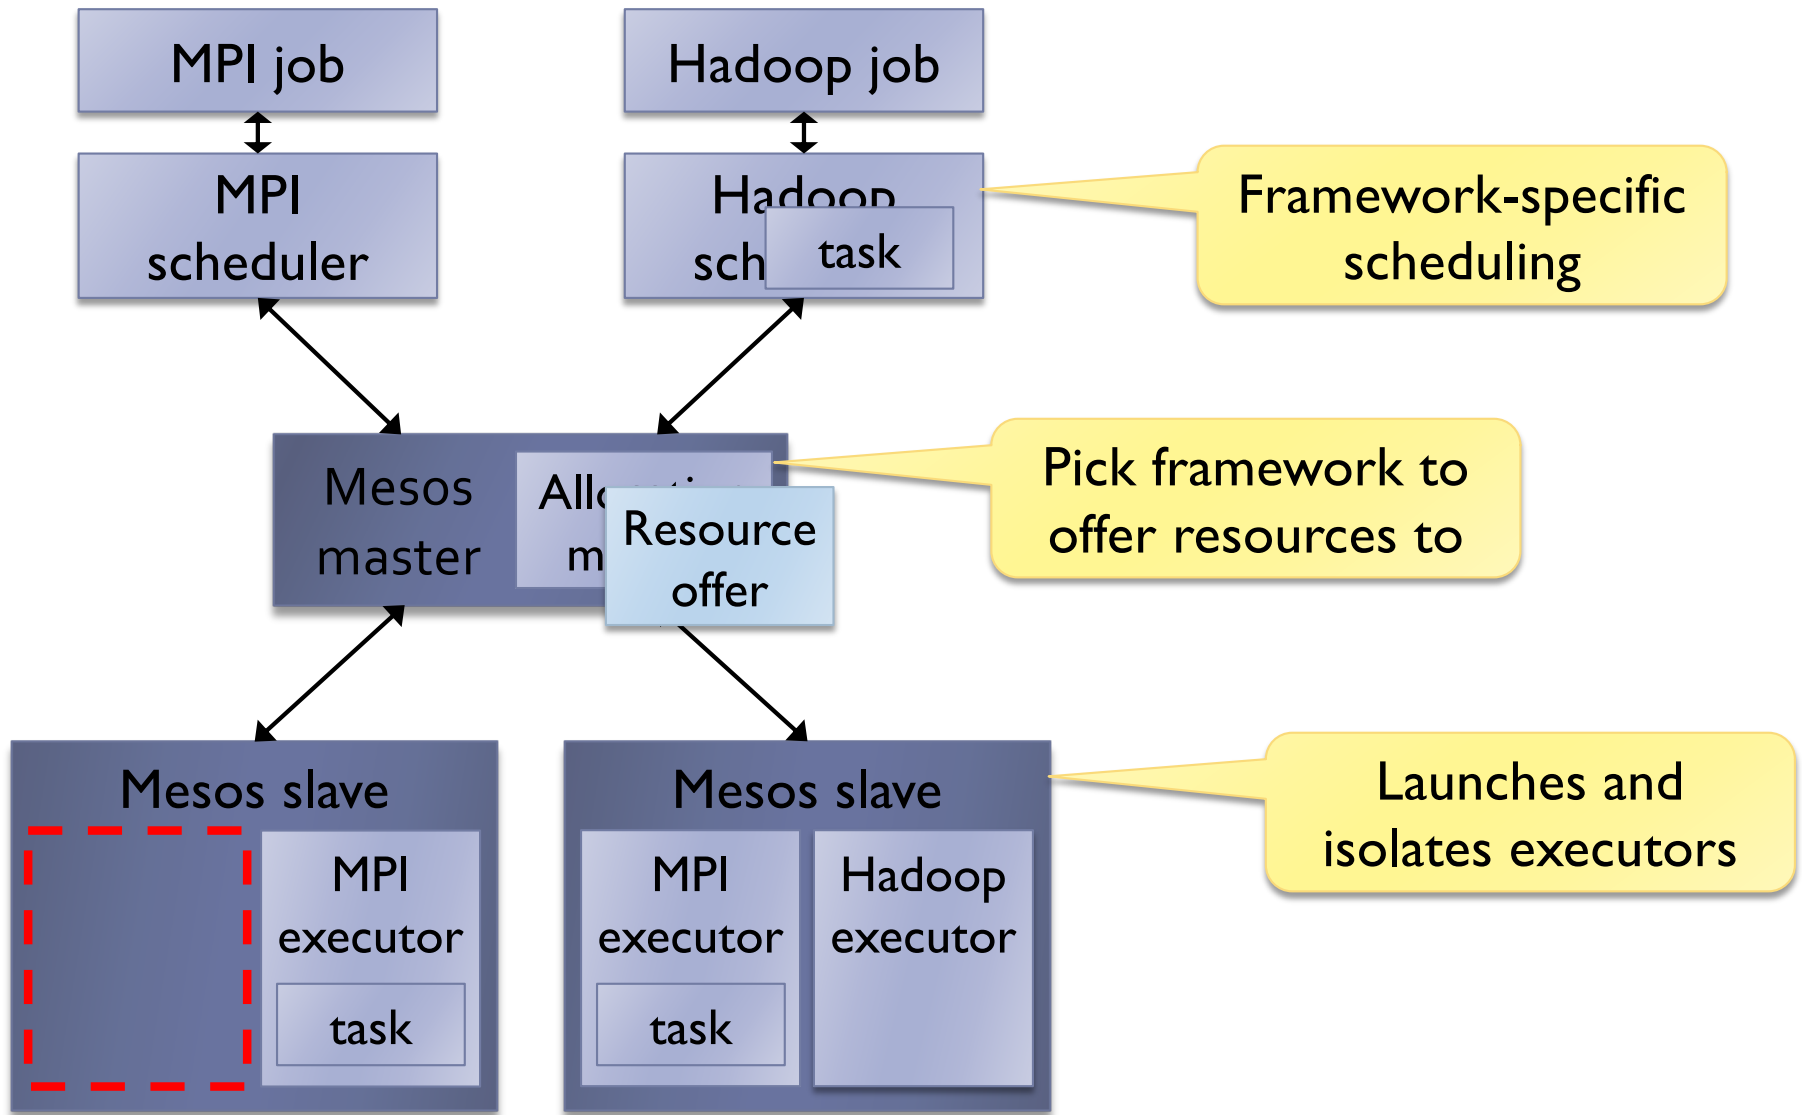 MPI job
Hadoop job
MPI
scheduler
Hadoop
task
Framework-specific
scheduling
Mesos
master
Resource
offer
Pick framework to
offer resources to
Mesos slave
MPI
executor
task
Mesos slave
MPI
executor
task
Hadoop
executor
Launches and
isolates executors